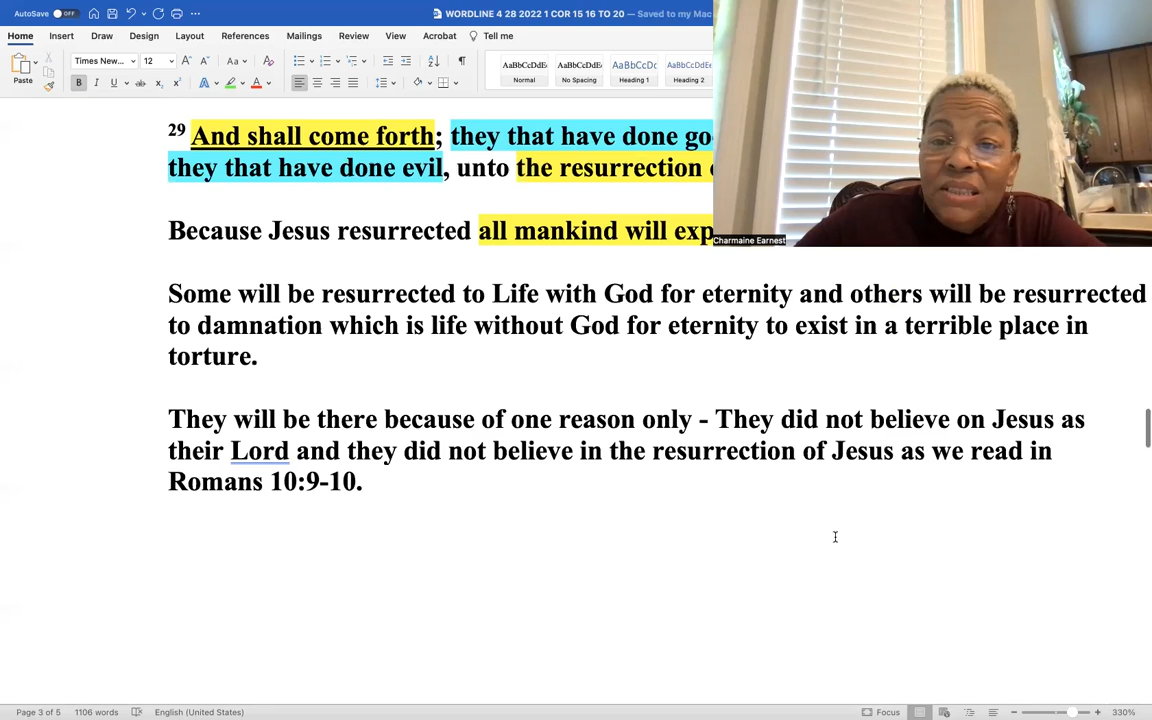 AutoSave OFF
WORDLINE 4 28 2022 1 COR 15 16 TO 20 — Saved to my Mac
Home Insert Draw Design Layout References Mailings Review View Acrobat Tell me
Paste
Times New... 12
AaBbCcDdE
Normal
AaBbCcDdE
No Spacing
AaBbCcDc
Heading 1
AaBbCcDdE
Heading 2
29 And shall come forth; they that have done go
they that have done evil, unto the resurrection
Because Jesus resurrected all mankind will exp
Charmaine Earnest
Some will be resurrected to Life with God for eternity and others will be resurrected
to damnation which is life without God for eternity to exist in a terrible place in
torture.
They will be there because of one reason only - They did not believe on Jesus as
their Lord and they did not believe in the resurrection of Jesus as we read in
Romans 10:9-10.
Page 3 of 5 1106 words English (United States) Focus 330%